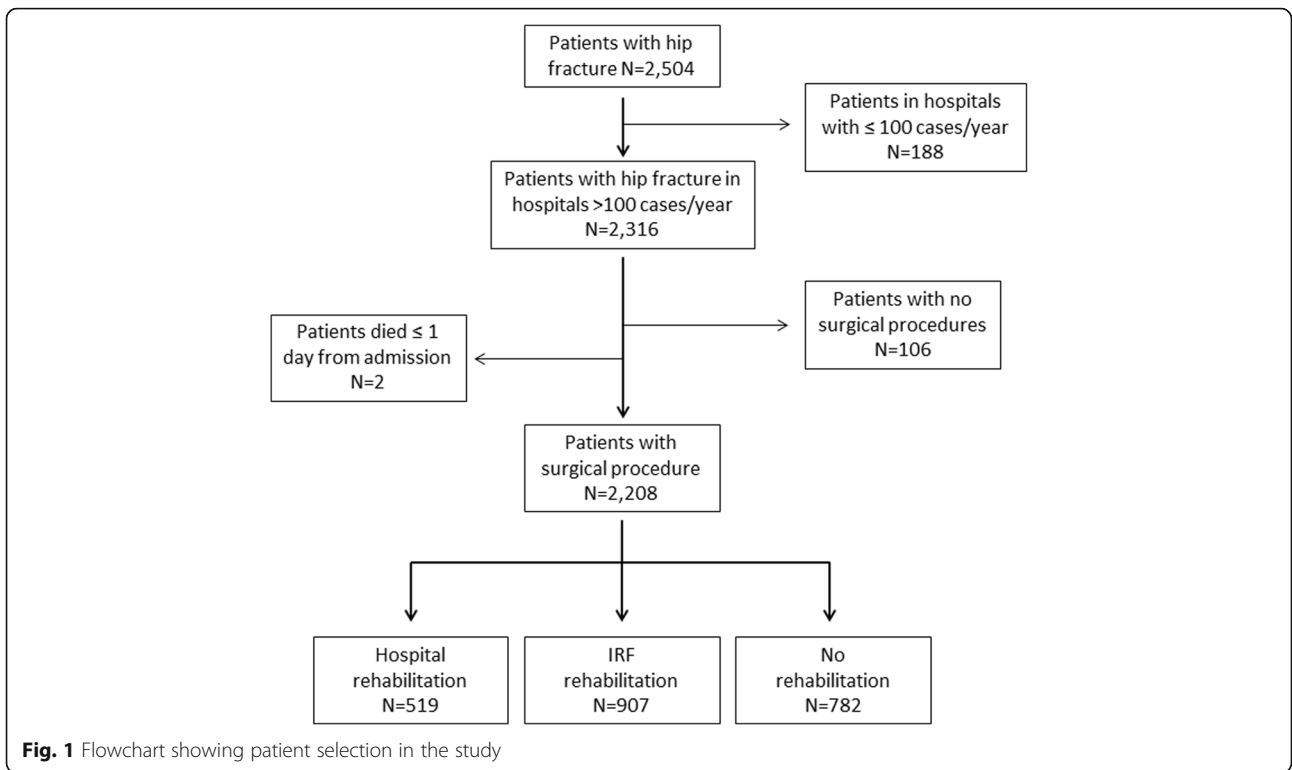 Patients with hip
fracture N=2,504
Patients in hospitals
with ≤ 100 cases/year
N=188
Patients with hip fracture in
hospitals >100 cases/year
N=2,316
Patients with no
surgical procedures
N=106
Patients died ≤ 1
day from admission
N=2
Patients with
surgical procedure
N=2,208
Hospital
rehabilitation
N=519
IRF
rehabilitation
N=907
No
rehabilitation
N=782
Fig. 1 Flowchart showing patient selection in the study